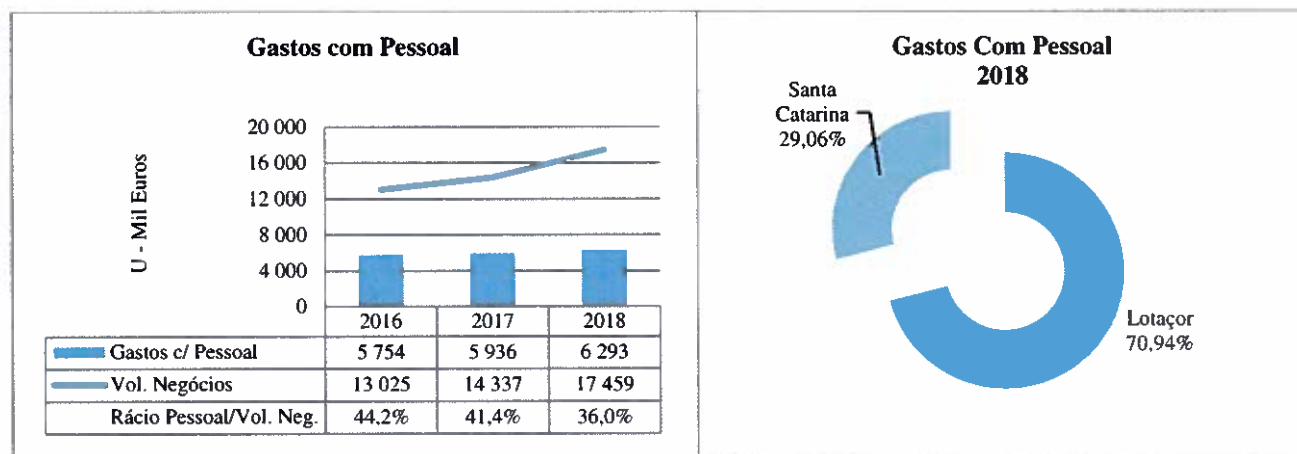 Gastos com Pessoal
U - Mil Euros
20 000
16 000
12 000
8 000
4 000
0
2016 2017 2018
Gastos c/ Pessoal 5 754 5 936 6 293
Vol. Negócios 13 025 14 337 17 459
Rácio Pessoal/Vol. Neg. 44,2% 41,4% 36,0%
Gastos Com Pessoal
2018
Santa
Catarina
29,06%
Lotaçor
70,94%